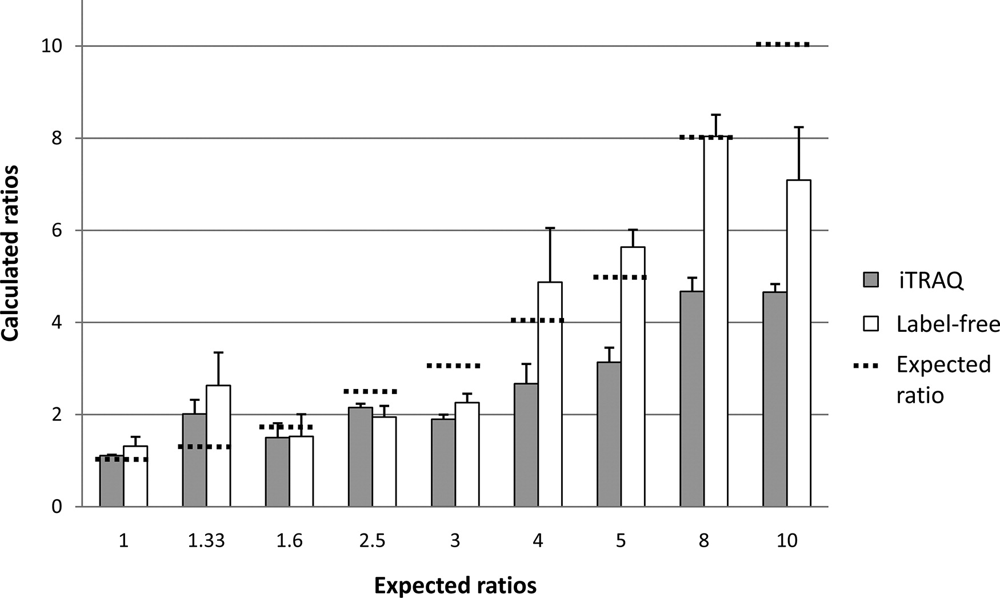 10
8
6
4
2
0
Calculated ratios
1 1.33 1.6 2.5 3 4 5 8 10
Expected ratios
iTRAQ
Label-free
Expected
ratio